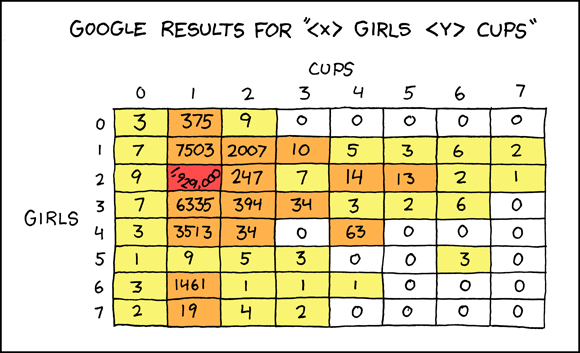 GOOGLE RESULTS FOR "<X> GIRLS <Y> CUPS"
CUPS
0 1 2 3 4 5 6 7
0 3 375 9 0 0 0 0 0
1 7 7503 2007 10 5 3 6 2
2 9 1,929,000 247 7 14 13 2 1
GIRLS
3 7 6335 394 34 3 2 6 0
4 3 3513 34 0 63 0 0 0
5 1 9 5 3 0 0 3 0
6 3 1461 1 1 1 0 0 0
7 2 19 4 2 0 0 0 0